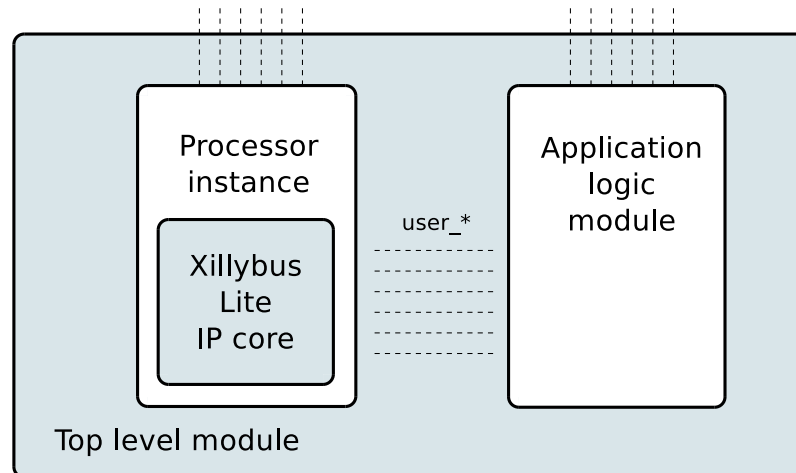 Processor
instance
Application
logic
module
user_*
Xillybus
Lite
IP core
Top level module